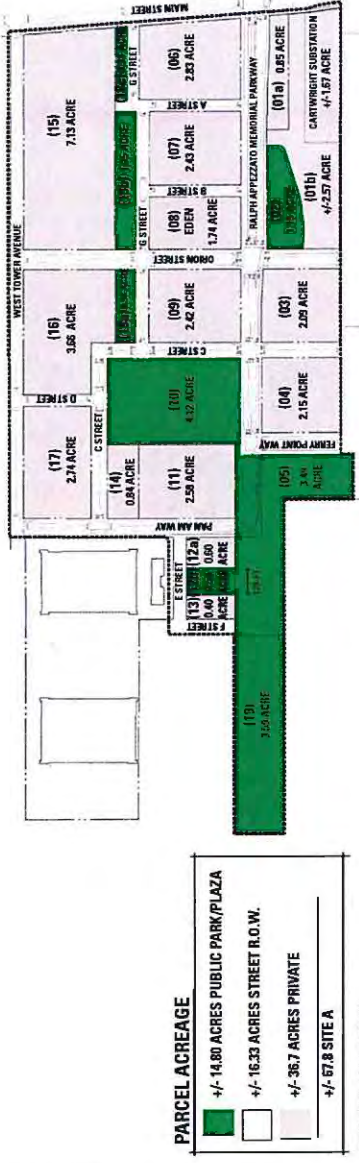 PARCEL ACREAGE
+/- 14.80 ACRES PUBLIC PARK/PLAZA
+/- 16.33 ACRES STREET R.O.W.
+/- 36.7 ACRES PRIVATE
+/- 67.8 SITE A
WEST TOWER AVENUE
MAIN STREET
(15)
7.13 ACRE
(16)
3.66 ACRE
D STREET
(17)
2.74 ACRE
C STREET
(14)
0.84 ACRE
(11)
2.58 ACRE
PAN AM WAY
E STREET
(13)
0.40
ACRE
(12a)
0.60
ACRE
F STREET
G STREET
(06)
2.83 ACRE
A STREET
(07)
2.43 ACRE
B STREET
G STREET
(08)
EDEN
1.74 ACRE
ORION STREET
(09)
2.42 ACRE
C STREET
4.12 ACRE
RALPH APPEZZATO MEMORIAL PARKWAY
(01a) 0.85 ACRE
CARTWRIGHT SUBSTATION
+/-1.67 ACRE
(01b)
+/-2.57 ACRE
(03)
2.09 ACRE
(04)
2.15 ACRE
FERRY POINT WAY
(05)
ACRE
(19)
3.59 ACRE